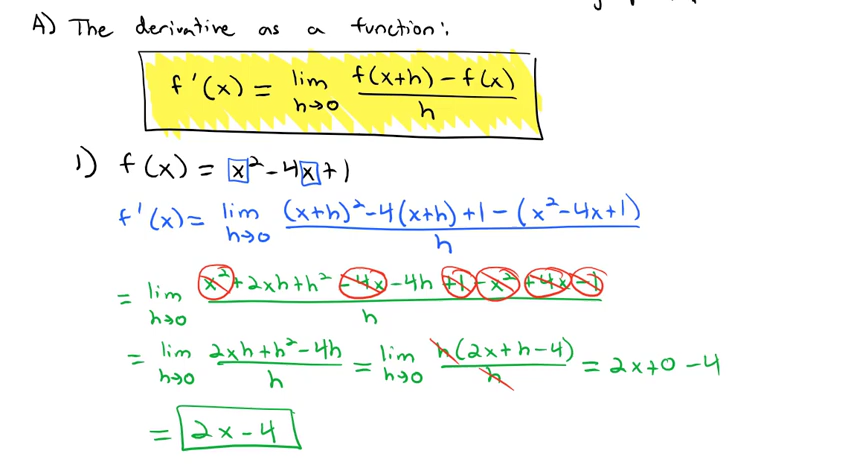 A) The derivative as a function:
f'(x) = lim h→0 (f(x+h) - f(x))/h
1) f(x) = x² - 4x + 1
f'(x) = lim h→0 ((x+h)² - 4(x+h) + 1 - (x² - 4x + 1))/h
= lim h→0 (x² + 2xh + h² - 4x - 4h + 1 - x² + 4x - 1)/h
= lim h→0 (2xh + h² - 4h)/h = lim h→0 (h(2x + h - 4))/h = 2x + 0 - 4
= 2x - 4